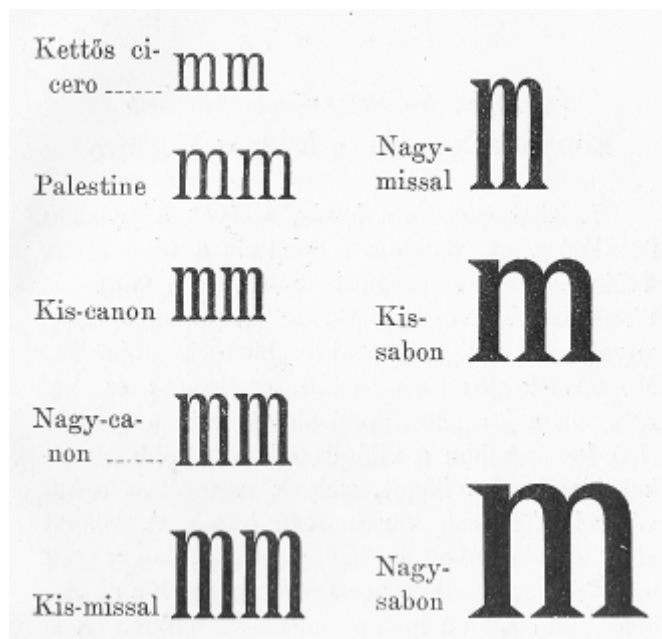 Kettős ci-
cero ...... mm
Palestine mm
Kis-canon mm
Nagy-ca-
non ........ mm
Kis-missal mm
Nagy-
missal m
Kis-
sabon m
Nagy-
sabon m